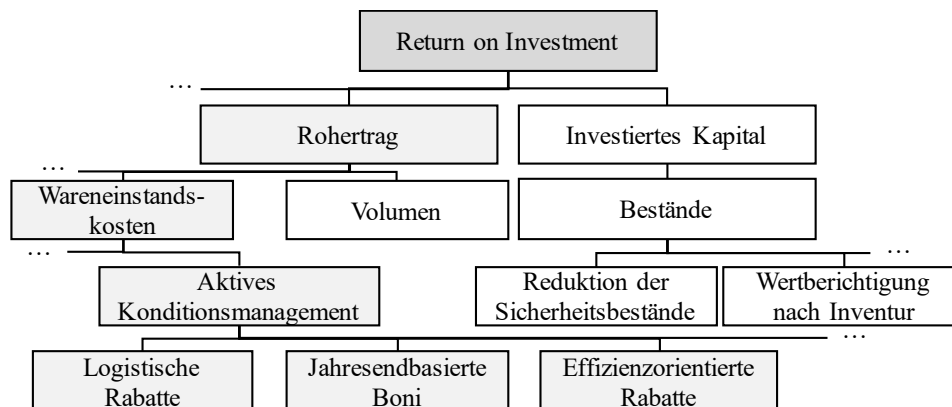 Return on Investment
…
Rohertrag
Investiertes Kapital
…
Wareneinstands-
kosten
Volumen
Bestände
…
…
Aktives
Konditionsmanagement
Reduktion der
Sicherheitsbestände
Wertberichtigung
nach Inventur
…
Logistische
Rabatte
Jahresendbasierte
Boni
Effizienzorientierte
Rabatte